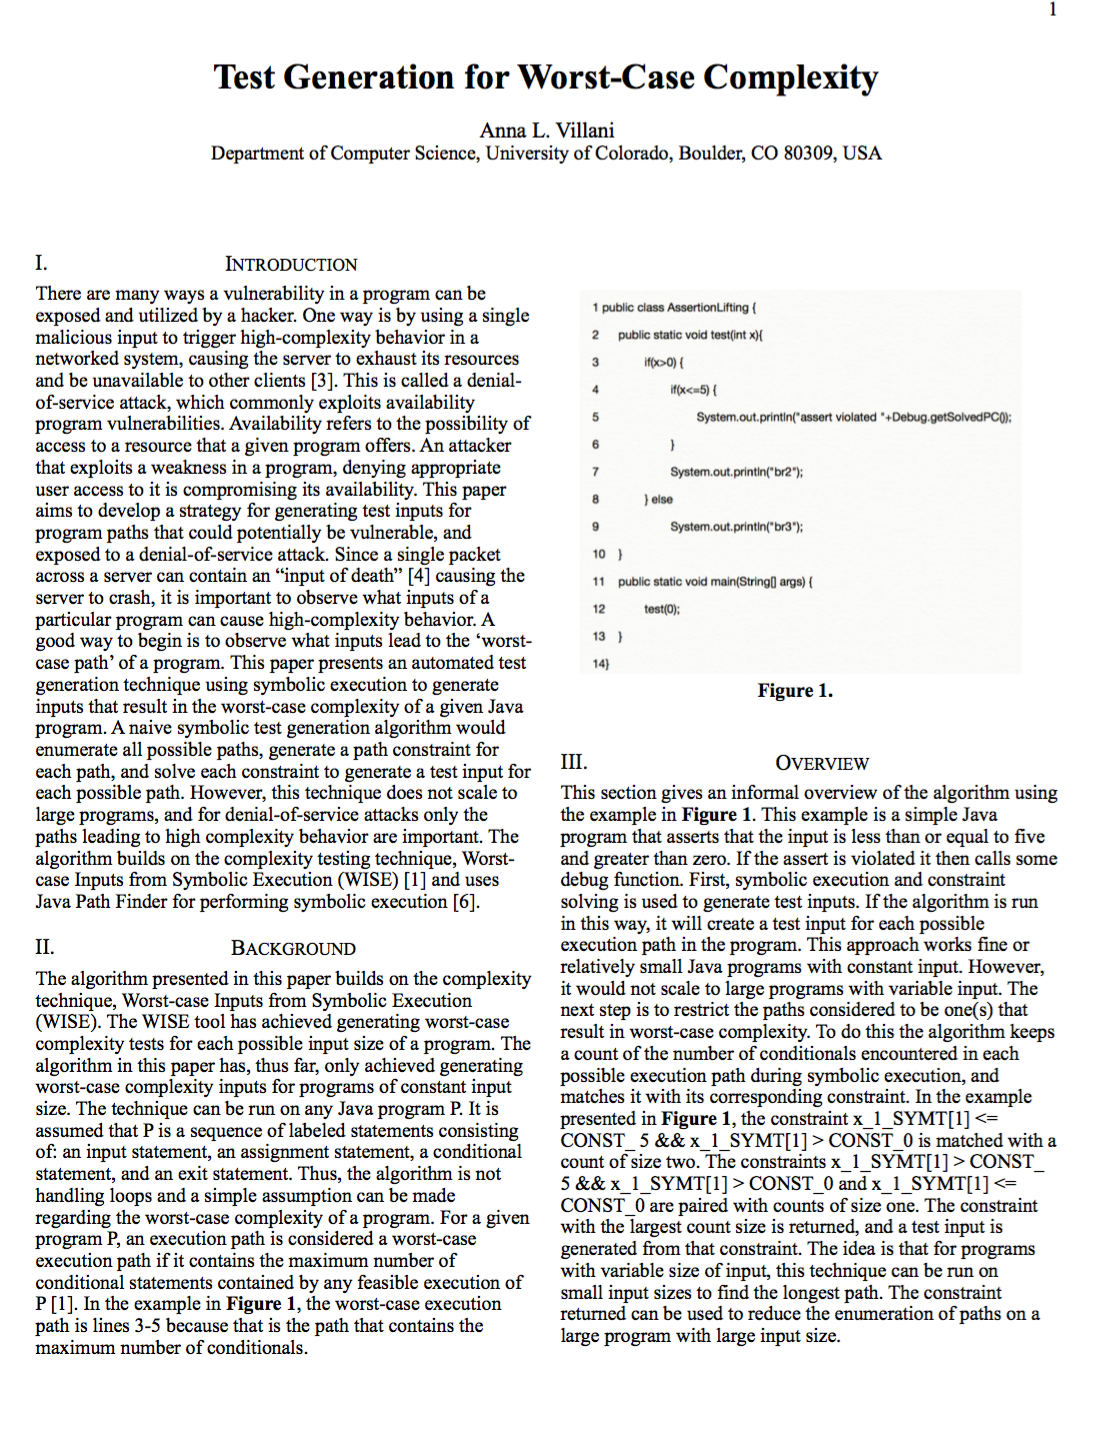 1
Test Generation for Worst-Case Complexity
Anna L. Villani
Department of Computer Science, University of Colorado, Boulder, CO 80309, USA
I. INTRODUCTION
There are many ways a vulnerability in a program can be
exposed and utilized by a hacker. One way is by using a single
malicious input to trigger high-complexity behavior in a
networked system, causing the server to exhaust its resources
and be unavailable to other clients [3]. This is called a denial-
of-service attack, which commonly exploits availability
program vulnerabilities. Availability refers to the possibility of
access to a resource that a given program offers. An attacker
that exploits a weakness in a program, denying appropriate
user access to it is compromising its availability. This paper
aims to develop a strategy for generating test inputs for
program paths that could potentially be vulnerable, and
exposed to a denial-of-service attack. Since a single packet
across a server can contain an “input of death” [4] causing the
server to crash, it is important to observe what inputs of a
particular program can cause high-complexity behavior. A
good way to begin is to observe what inputs lead to the ‘worst-
case path’ of a program. This paper presents an automated test
generation technique using symbolic execution to generate
inputs that result in the worst-case complexity of a given Java
program. A naive symbolic test generation algorithm would
enumerate all possible paths, generate a path constraint for
each path, and solve each constraint to generate a test input for
each possible path. However, this technique does not scale to
large programs, and for denial-of-service attacks only the
paths leading to high complexity behavior are important. The
algorithm builds on the complexity testing technique, Worst-
case Inputs from Symbolic Execution (WISE) [1] and uses
Java Path Finder for performing symbolic execution [6].
II. BACKGROUND
The algorithm presented in this paper builds on the complexity
technique, Worst-case Inputs from Symbolic Execution
(WISE). The WISE tool has achieved generating worst-case
complexity tests for each possible input size of a program. The
algorithm in this paper has, thus far, only achieved generating
worst-case complexity inputs for programs of constant input
size. The technique can be run on any Java program P. It is
assumed that P is a sequence of labeled statements consisting
of: an input statement, an assignment statement, a conditional
statement, and an exit statement. Thus, the algorithm is not
handling loops and a simple assumption can be made
regarding the worst-case complexity of a program. For a given
program P, an execution path is considered a worst-case
execution path if it contains the maximum number of
conditional statements contained by any feasible execution of
P [1]. In the example in Figure 1, the worst-case execution
path is lines 3-5 because that is the path that contains the
maximum number of conditionals.
1 public class AssertionLifting {
2 public static void test(int x){
3 if(x>0) {
4 if(x<=5) {
5 System.out.println("assert violated "+Debug.getSolvedPC());
6 }
7 System.out.println("br2");
8 } else
9 System.out.println("br3");
10 }
11 public static void main(String[] args) {
12 test(0);
13 }
14}
Figure 1.
III. OVERVIEW
This section gives an informal overview of the algorithm using
the example in Figure 1. This example is a simple Java
program that asserts that the input is less than or equal to five
and greater than zero. If the assert is violated it then calls some
debug function. First, symbolic execution and constraint
solving is used to generate test inputs. If the algorithm is run
in this way, it will create a test input for each possible
execution path in the program. This approach works fine or
relatively small Java programs with constant input. However,
it would not scale to large programs with variable input. The
next step is to restrict the paths considered to be one(s) that
result in worst-case complexity. To do this the algorithm keeps
a count of the number of conditionals encountered in each
possible execution path during symbolic execution, and
matches it with its corresponding constraint. In the example
presented in Figure 1, the constraint x_1_SYMT[1] <=
CONST_ 5 && x_1_SYMT[1] > CONST_0 is matched with a
count of size two. The constraints x_1_SYMT[1] > CONST_
5 && x_1_SYMT[1] > CONST_0 and x_1_SYMT[1] <=
CONST_0 are paired with counts of size one. The constraint
with the largest count size is returned, and a test input is
generated from that constraint. The idea is that for programs
with variable size of input, this technique can be run on
small input sizes to find the longest path. The constraint
returned can be used to reduce the enumeration of paths on a
large program with large input size.